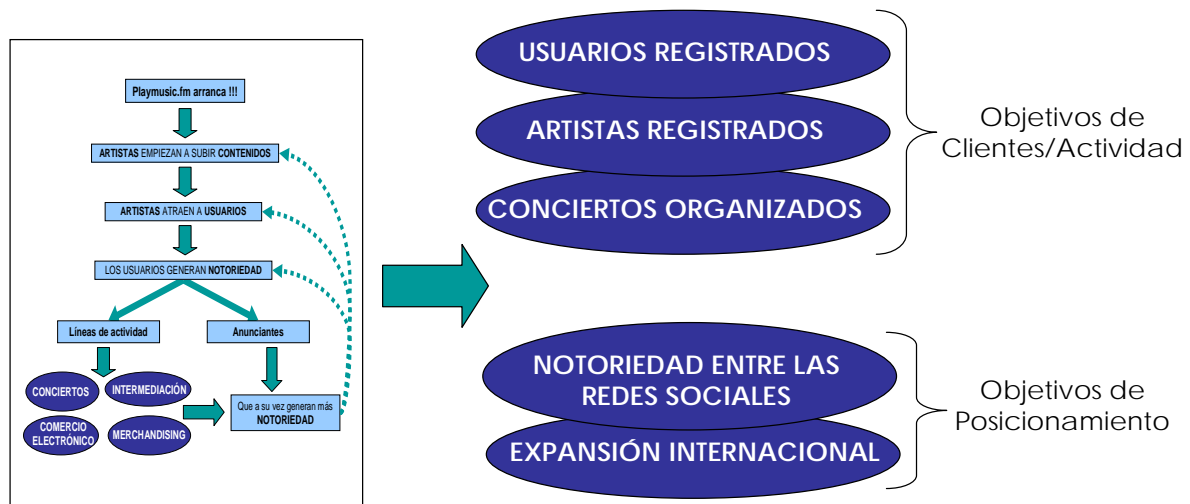 Playmusic.fm arranca !!!
ARTISTAS EMPIEZAN A SUBIR CONTENIDOS
ARTISTAS ATRAEN A USUARIOS
LOS USUARIOS GENERAN NOTORIEDAD
Líneas de actividad
Anunciantes
CONCIERTOS
INTERMEDIACIÓN
COMERCIO
ELECTRÓNICO
MERCHANDISING
Que a su vez generan más
NOTORIEDAD
USUARIOS REGISTRADOS
ARTISTAS REGISTRADOS
CONCIERTOS ORGANIZADOS
Objetivos de
Clientes/Actividad
NOTORIEDAD ENTRE LAS
REDES SOCIALES
EXPANSIÓN INTERNACIONAL
Objetivos de
Posicionamiento